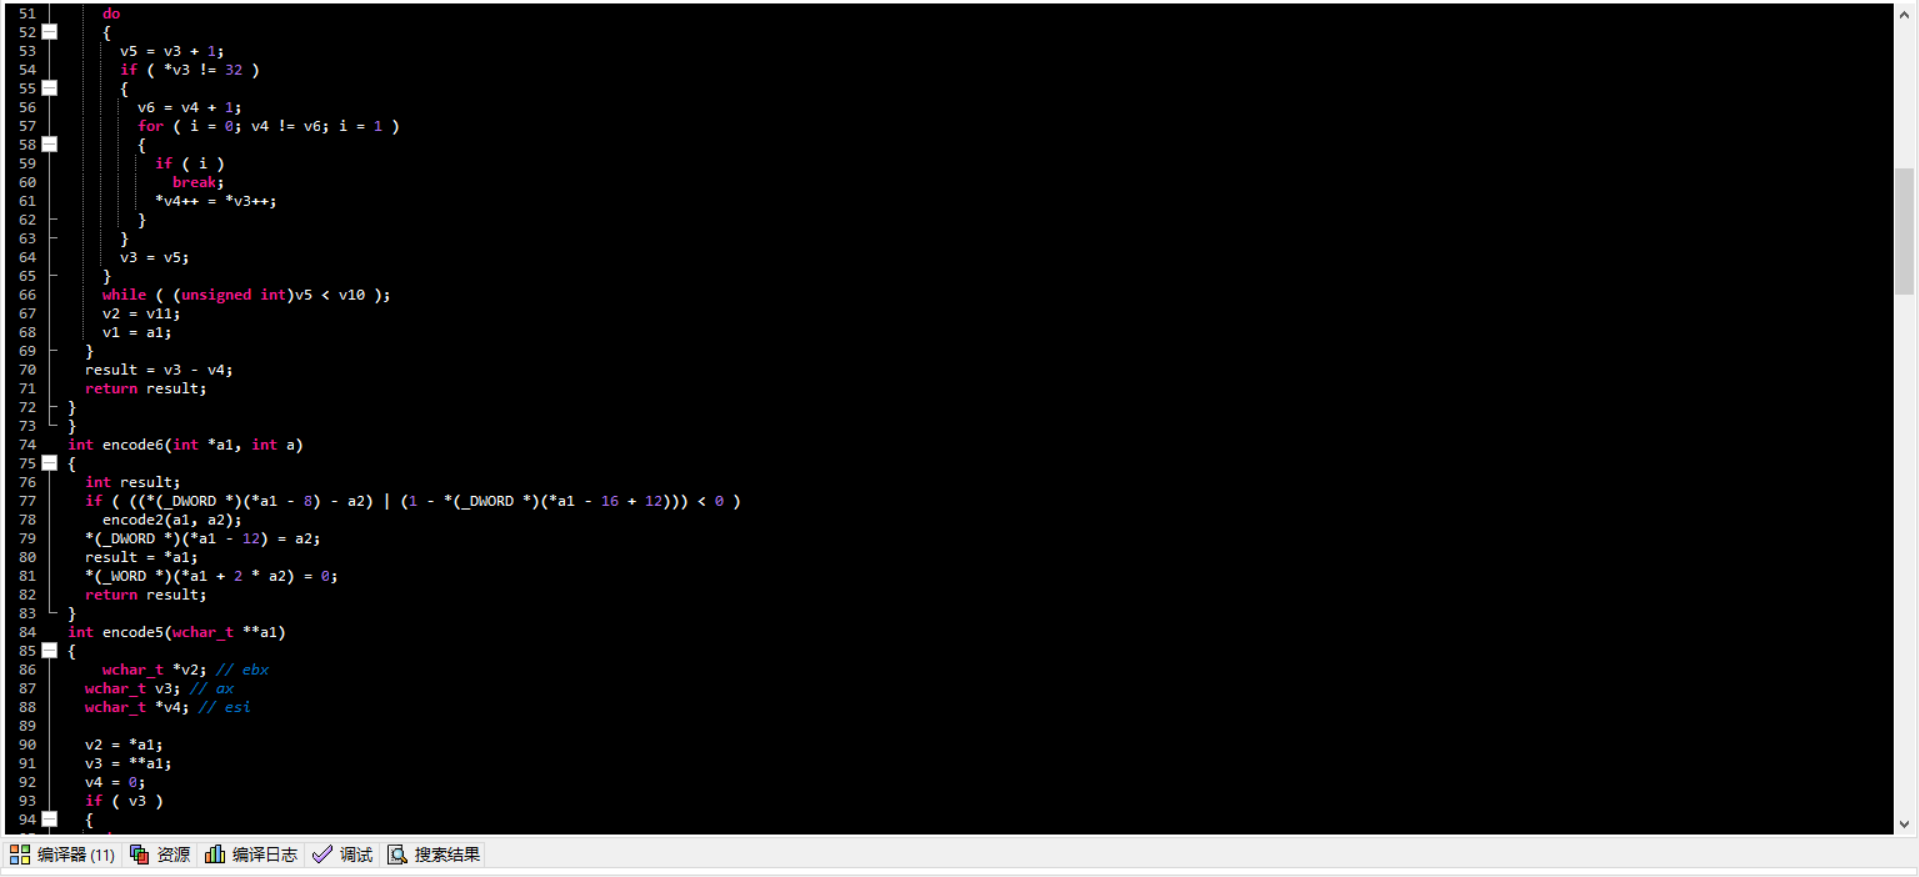 51 do
52 {
53 v5 = v3 + 1;
54 if ( *v3 != 32 )
55 {
56 v6 = v4 + 1;
57 for ( i = 0; v4 != v6; i = 1 )
58 {
59 if ( i )
60 break;
61 *v4++ = *v3++;
62 }
63 }
64 v3 = v5;
65 }
66 while ( (unsigned int)v5 < v10 );
67 v2 = v11;
68 v1 = a1;
69 }
70 result = v3 - v4;
71 return result;
72 }
73 }
74 int encode6(int *a1, int a)
75 {
76 int result;
77 if ( ((*(_DWORD *)(*a1 - 8) - a2) | (1 - *(_DWORD *)(*a1 - 16 + 12))) < 0 )
78 encode2(a1, a2);
79 *(_DWORD *)(*a1 - 12) = a2;
80 result = *a1;
81 *(_WORD *)(*a1 + 2 * a2) = 0;
82 return result;
83 }
84 int encode5(wchar_t **a1)
85 {
86 wchar_t *v2; // ebx
87 wchar_t v3; // ax
88 wchar_t *v4; // esi
89
90 v2 = *a1;
91 v3 = **a1;
92 v4 = 0;
93 if ( v3 )
94 {
编译器 (11) 资源 编译日志 调试 搜索结果